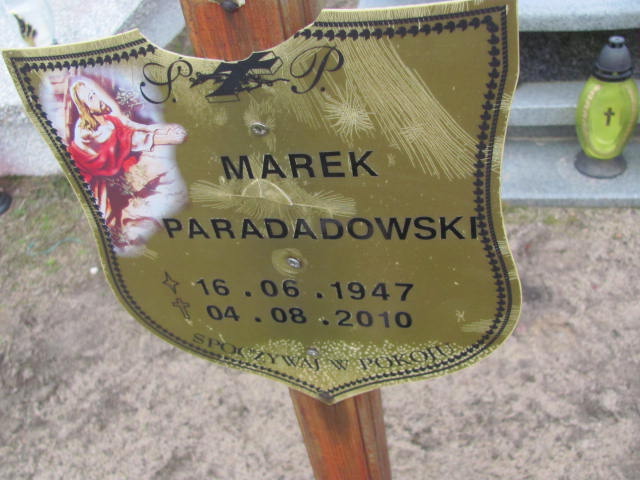 Ś. P.
MAREK
PARADADOWSKI
16.06.1947
04.08.2010
SPOCZYWAJ W POKOJU